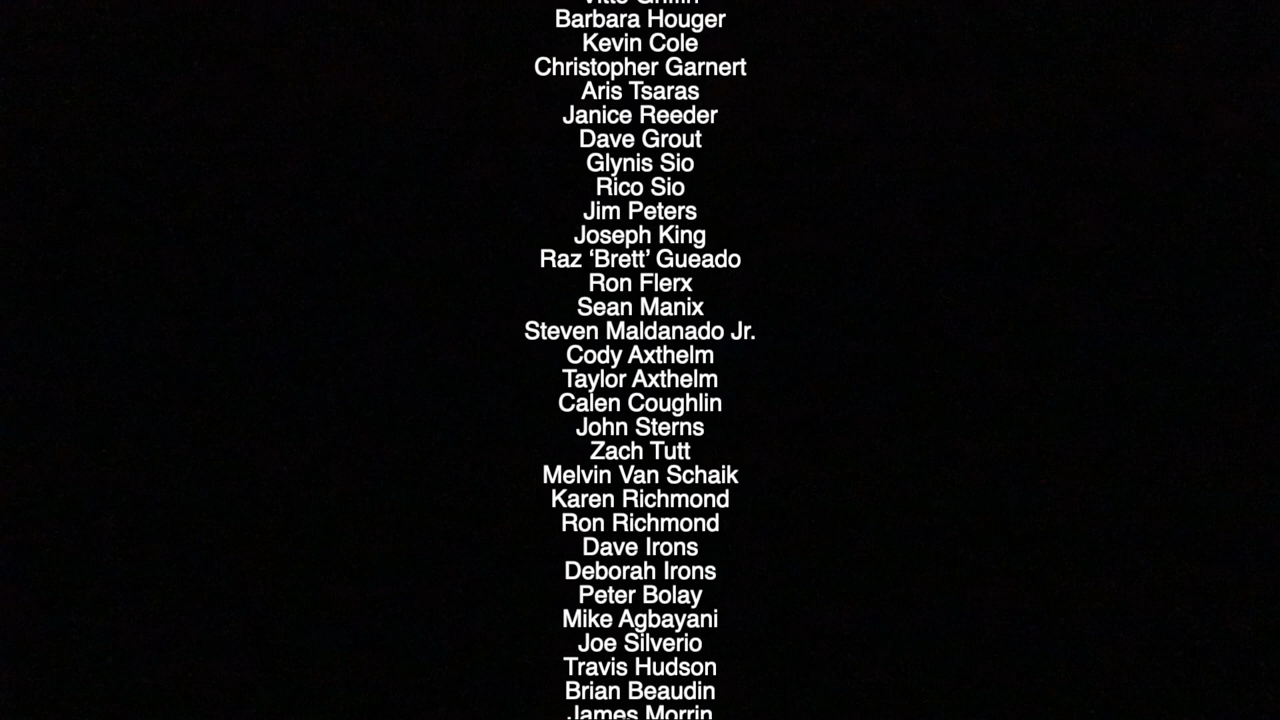 Barbara Houger
Kevin Cole
Christopher Garnert
Aris Tsaras
Janice Reeder
Dave Grout
Glynis Sio
Rico Sio
Jim Peters
Joseph King
Raz ‘Brett’ Gueado
Ron Flerx
Sean Manix
Steven Maldanado Jr.
Cody Axthelm
Taylor Axthelm
Calen Coughlin
John Sterns
Zach Tutt
Melvin Van Schaik
Karen Richmond
Ron Richmond
Dave Irons
Deborah Irons
Peter Bolay
Mike Agbayani
Joe Silverio
Travis Hudson
Brian Beaudin
James Morrin